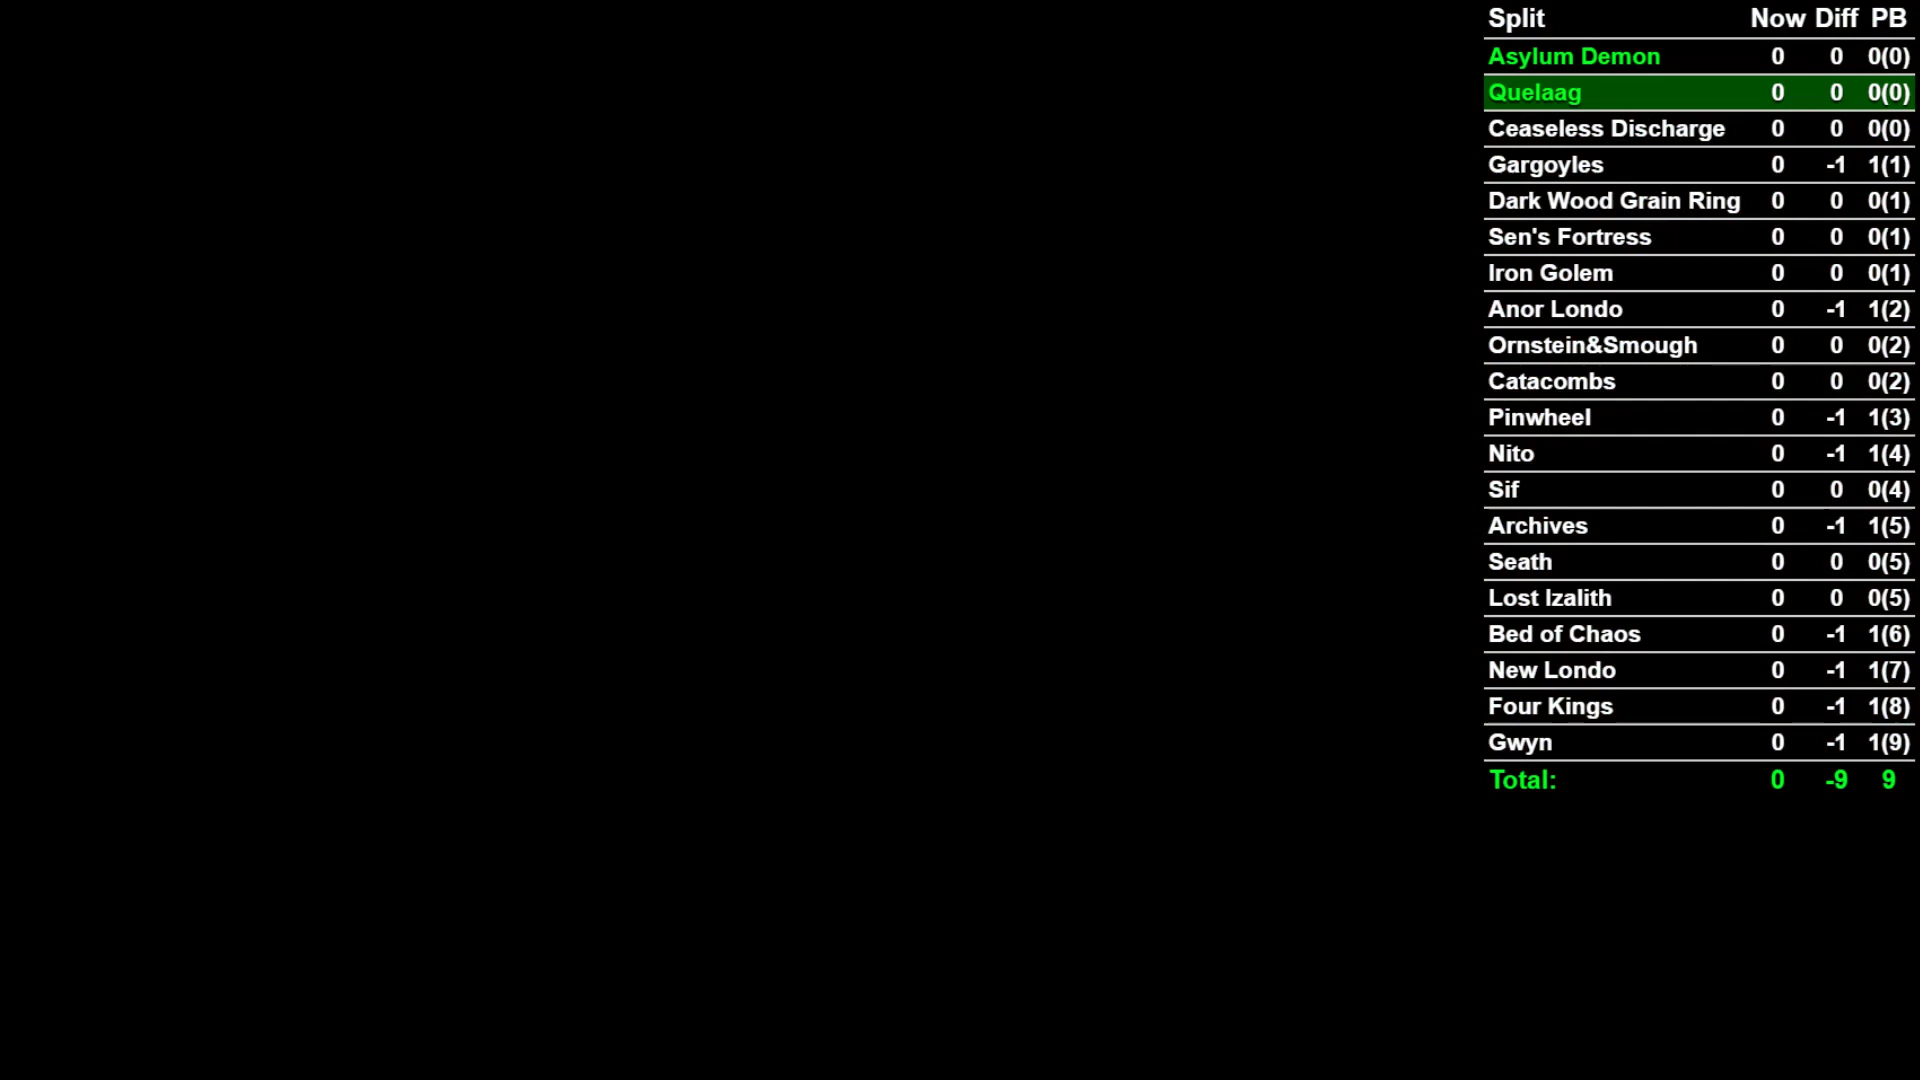 Split Now Diff PB
Asylum Demon 0 0 0(0)
Quelaag 0 0 0(0)
Ceaseless Discharge 0 0 0(0)
Gargoyles 0 -1 1(1)
Dark Wood Grain Ring 0 0 0(1)
Sen's Fortress 0 0 0(1)
Iron Golem 0 0 0(1)
Anor Londo 0 -1 1(2)
Ornstein&Smough 0 0 0(2)
Catacombs 0 0 0(2)
Pinwheel 0 -1 1(3)
Nito 0 -1 1(4)
Sif 0 0 0(4)
Archives 0 -1 1(5)
Seath 0 0 0(5)
Lost Izalith 0 0 0(5)
Bed of Chaos 0 -1 1(6)
New Londo 0 -1 1(7)
Four Kings 0 -1 1(8)
Gwyn 0 -1 1(9)
Total: 0 -9 9